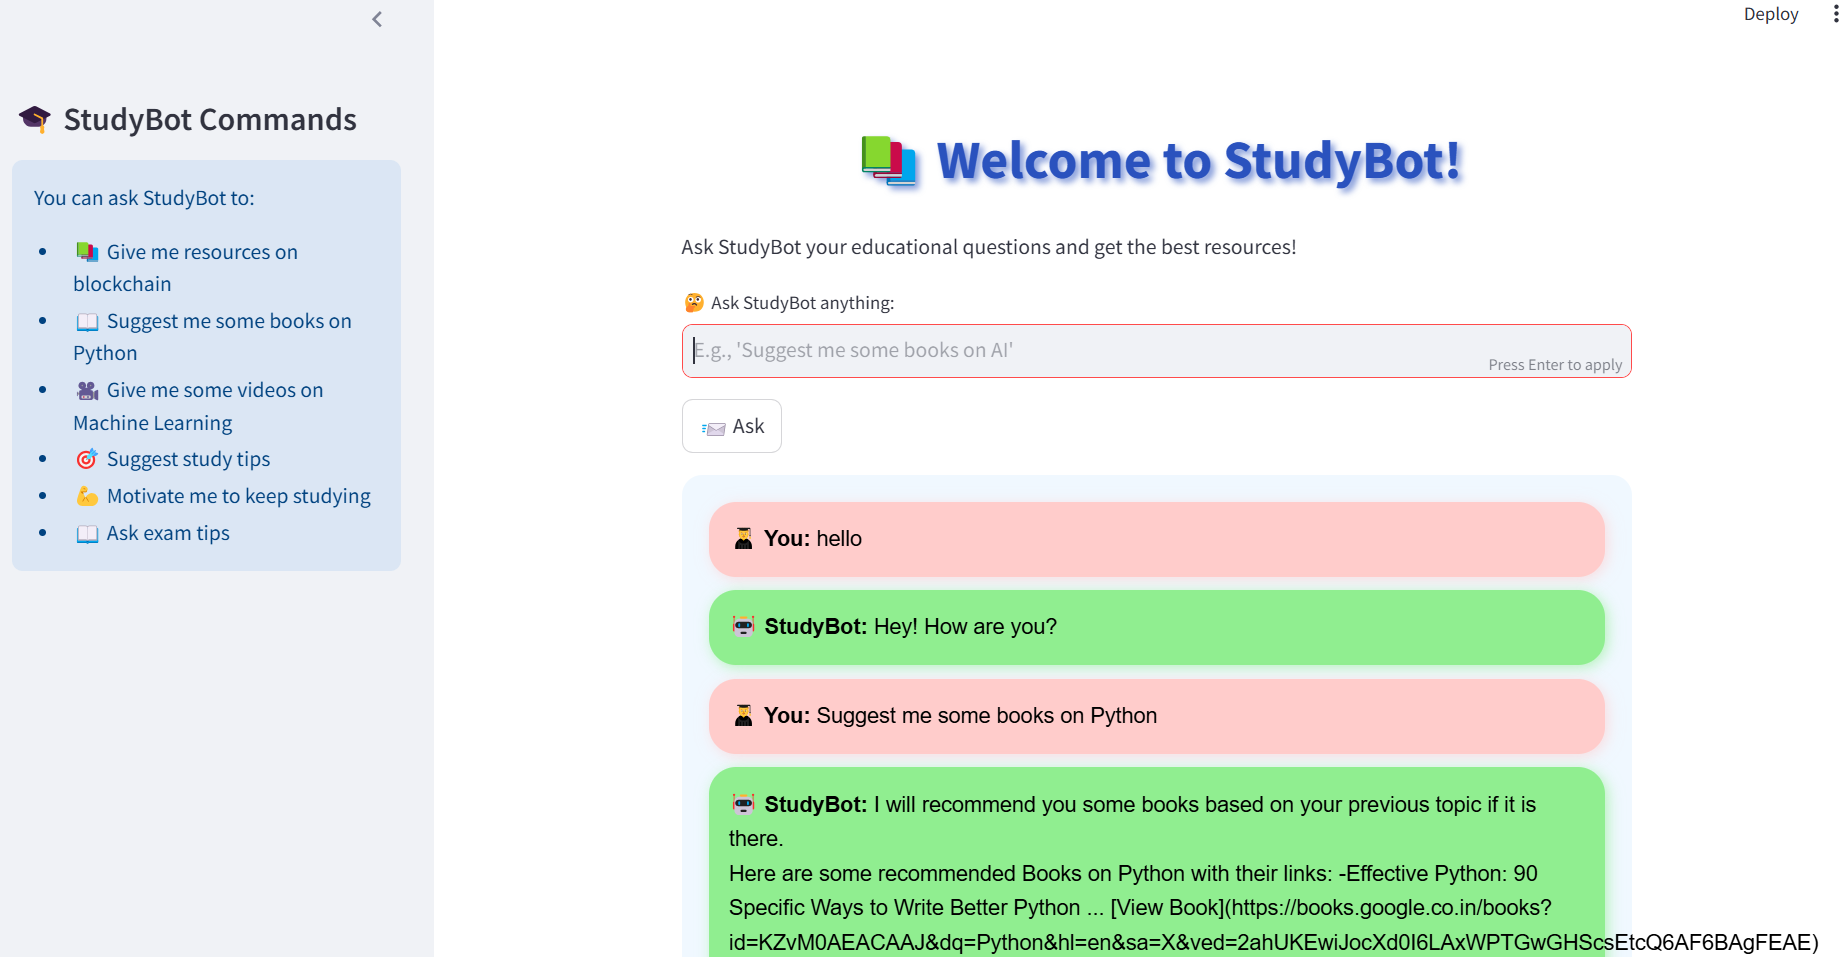 Deploy
StudyBot Commands
You can ask StudyBot to:
Give me resources on
blockchain
Suggest me some books on
Python
Give me some videos on
Machine Learning
Suggest study tips
Motivate me to keep studying
Ask exam tips
Welcome to StudyBot!
Ask StudyBot your educational questions and get the best resources!
Ask StudyBot anything:
E.g., 'Suggest me some books on AI'
Press Enter to apply
Ask
You: hello
StudyBot: Hey! How are you?
You: Suggest me some books on Python
StudyBot: I will recommend you some books based on your previous topic if it is
there.
Here are some recommended Books on Python with their links: -Effective Python: 90
Specific Ways to Write Better Python ... [View Book](https://books.google.co.in/books?
id=KZvM0AEACAAJ&dq=Python&hl=en&sa=X&ved=2ahUKEwiJocXd0I6LAxWPTGwGHScsEtcQ6AF6BAgFEAE)